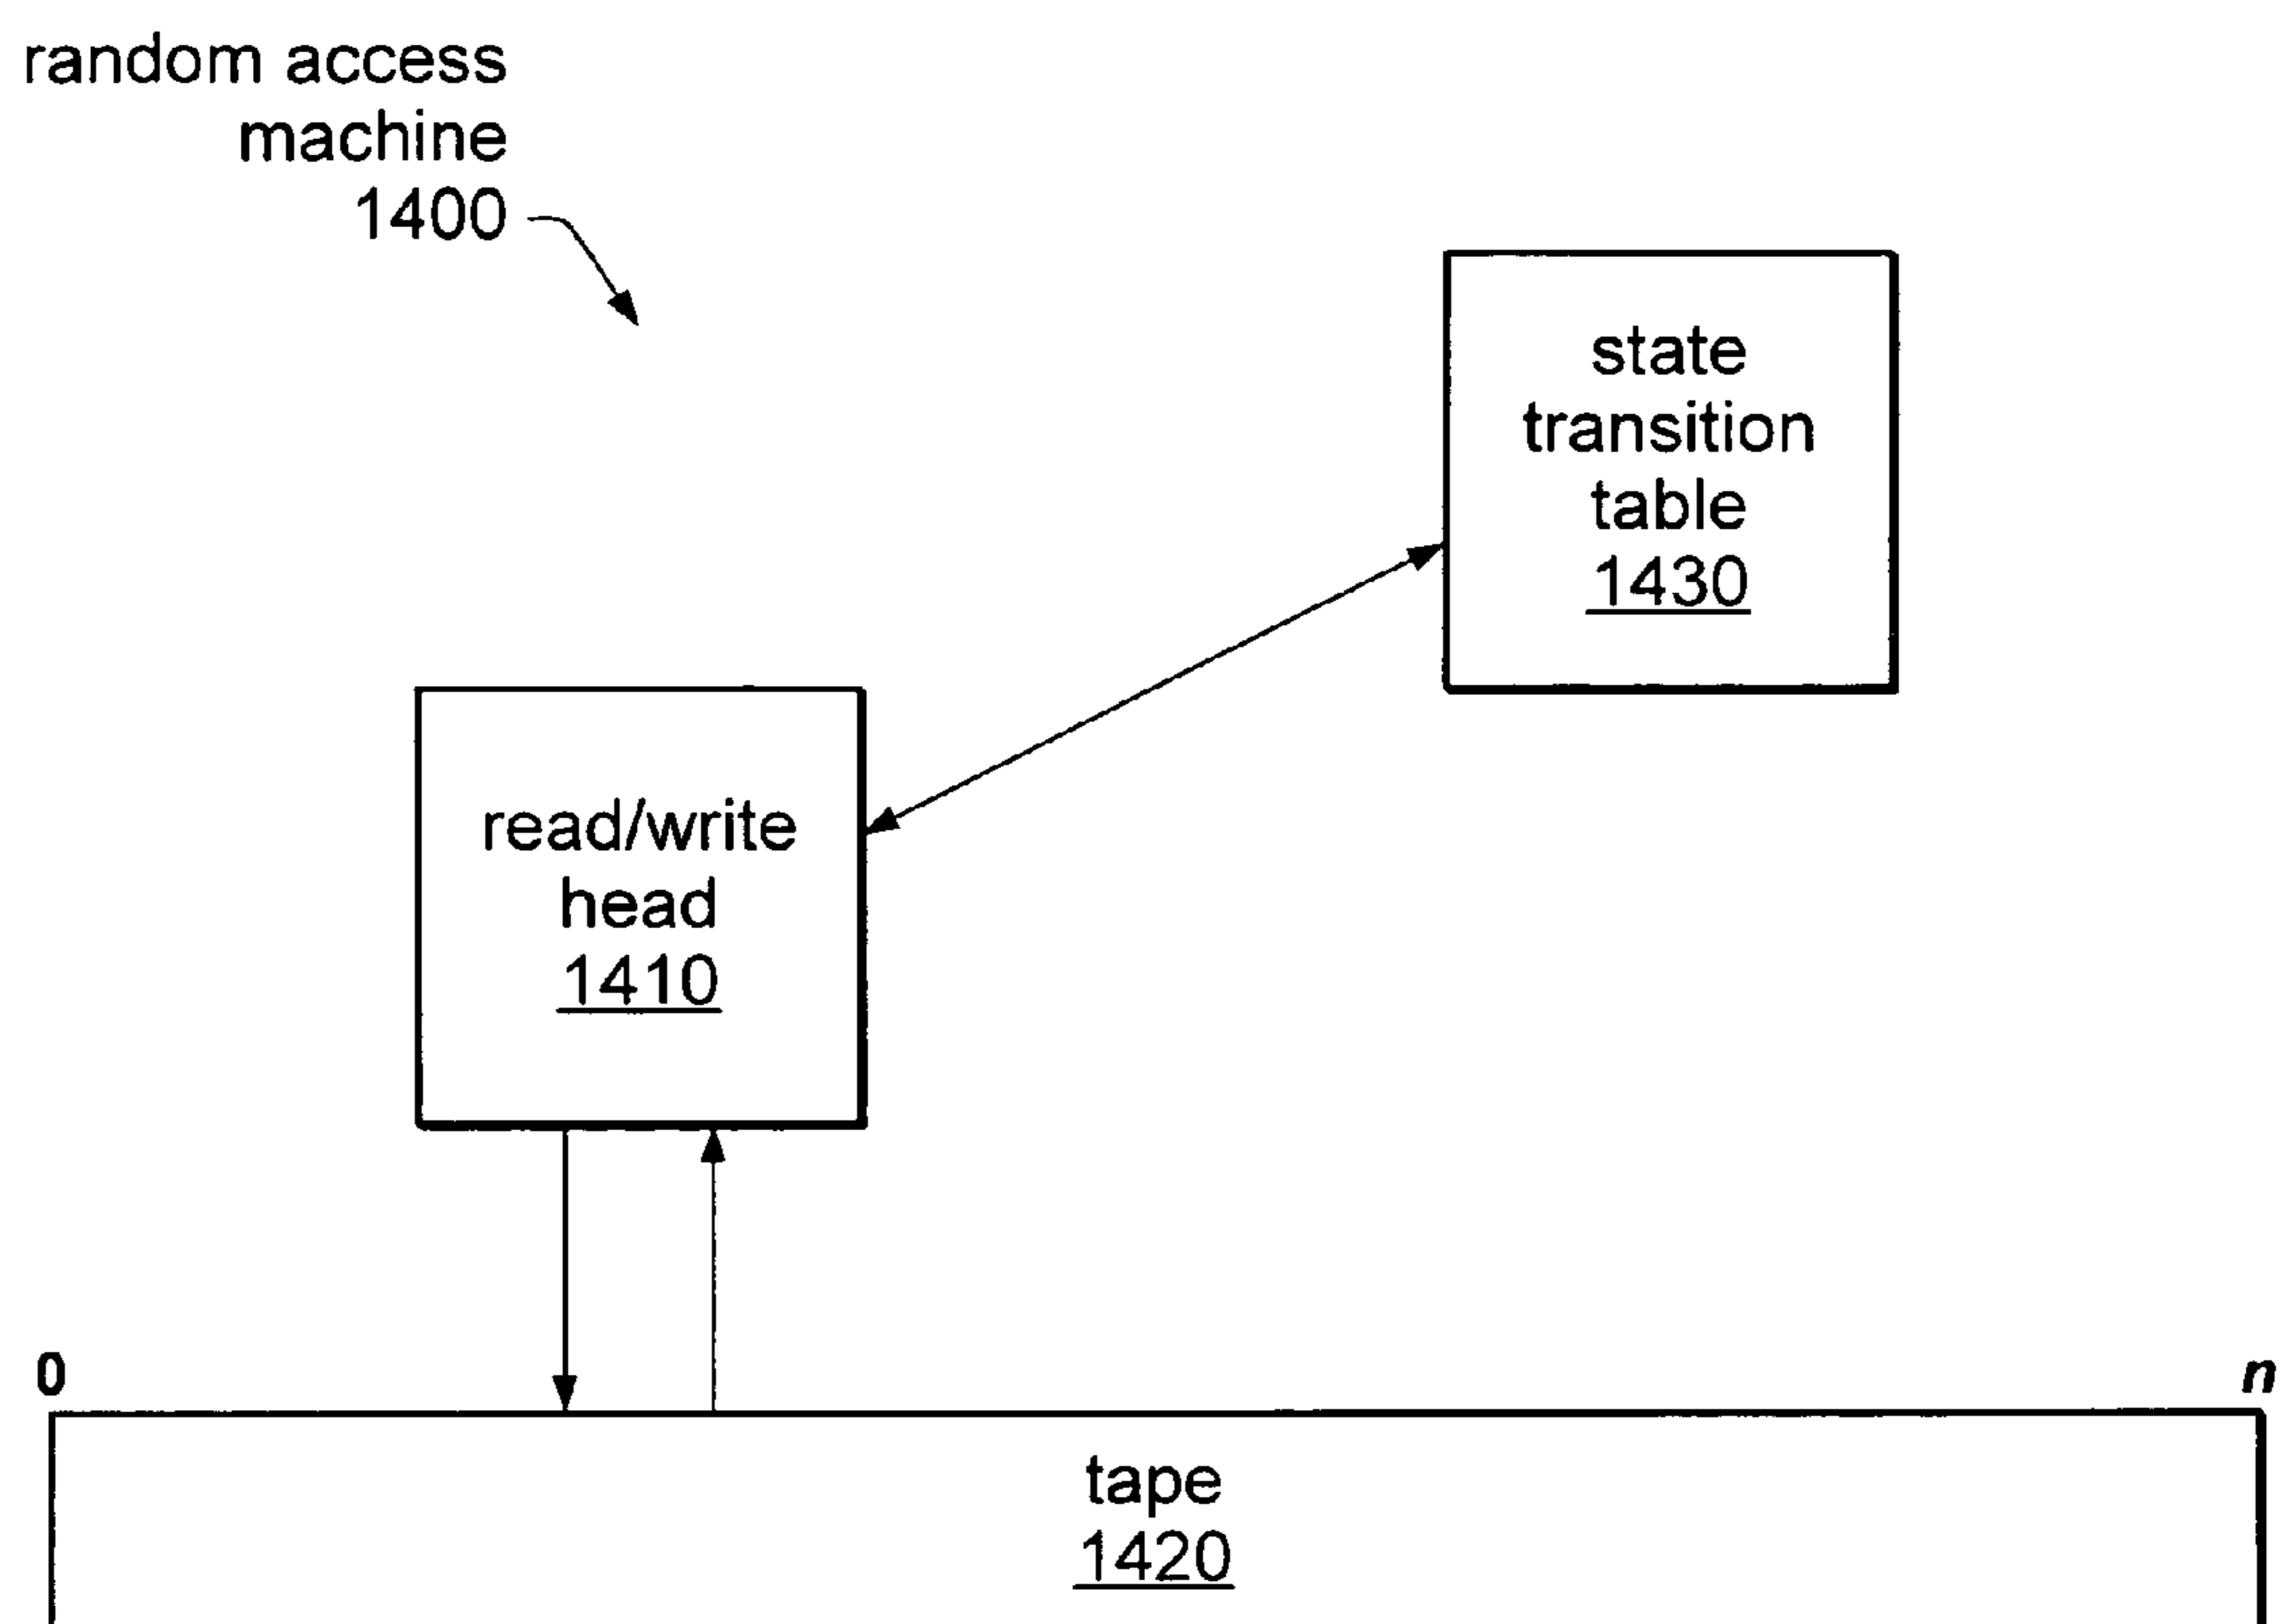 random access
machine
1400
state
transition
table
1430
read/write
head
1410
0
n
tape
1420